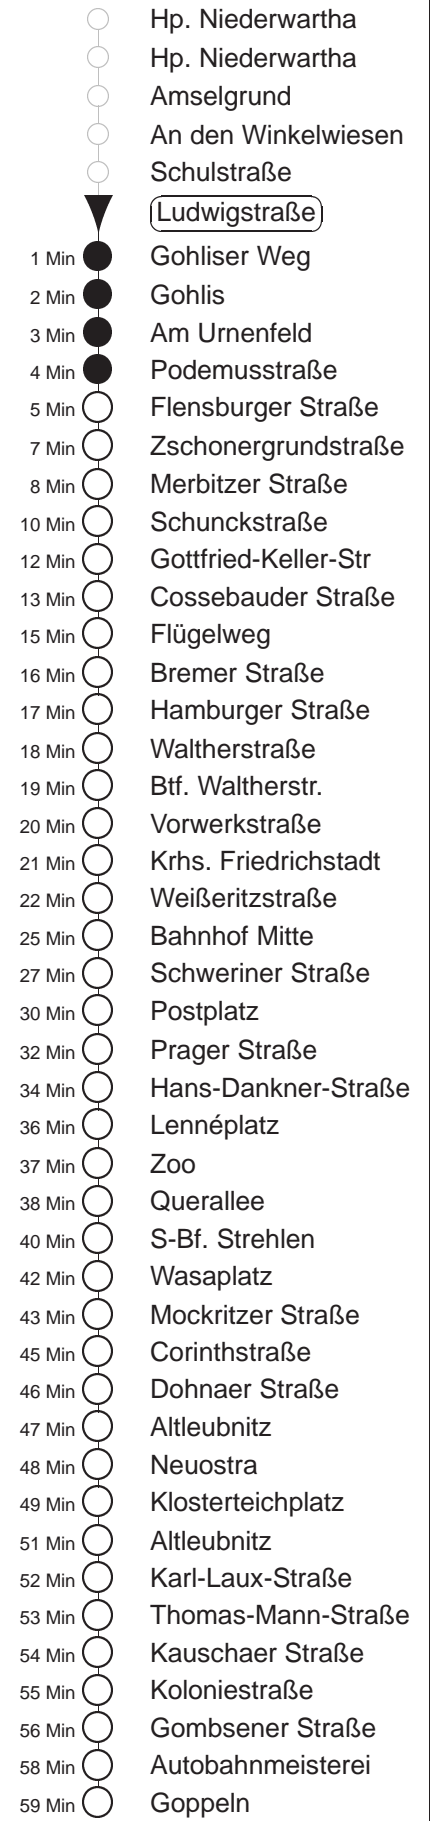 Hp. Niederwartha
Hp. Niederwartha
Amselgrund
An den Winkelwiesen
Schulstraße
Ludwigstraße
1 Min Gohliser Weg
2 Min Gohlis
3 Min Am Urnenfeld
4 Min Podemusstraße
5 Min Flensburger Straße
7 Min Zschonergrundstraße
8 Min Merbitzer Straße
10 Min Schunckstraße
12 Min Gottfried-Keller-Str
13 Min Cossebauder Straße
15 Min Flügelweg
16 Min Bremer Straße
17 Min Hamburger Straße
18 Min Waltherstraße
19 Min Btf. Waltherstr.
20 Min Vorwerkstraße
21 Min Krhs. Friedrichstadt
22 Min Weißeritzstraße
25 Min Bahnhof Mitte
27 Min Schweriner Straße
30 Min Postplatz
32 Min Prager Straße
34 Min Hans-Dankner-Straße
36 Min Lennéplatz
37 Min Zoo
38 Min Querallee
40 Min S-Bf. Strehlen
42 Min Wasaplatz
43 Min Mockritzer Straße
45 Min Corinthstraße
46 Min Dohnaer Straße
47 Min Altleubnitz
48 Min Neuostra
49 Min Klosterteichplatz
51 Min Altleubnitz
52 Min Karl-Laux-Straße
53 Min Thomas-Mann-Straße
54 Min Kauschaer Straße
55 Min Koloniestraße
56 Min Gombsener Straße
58 Min Autobahnmeisterei
59 Min Goppeln